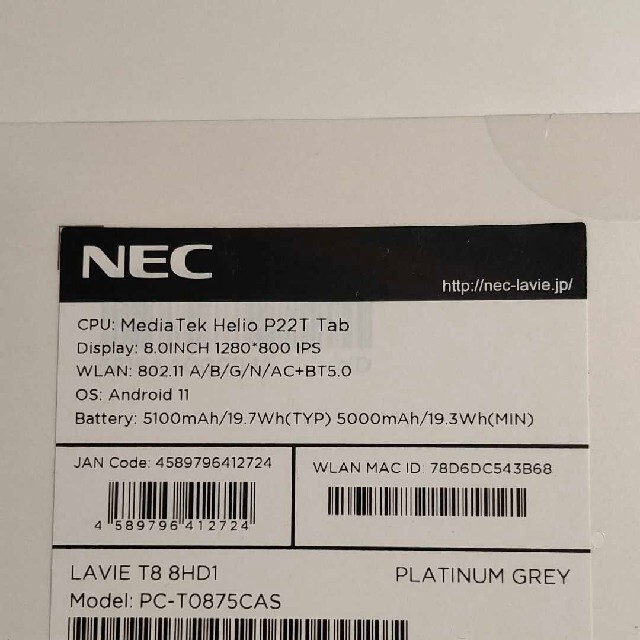 NEC
http://nec-lavie.jp/
CPU: MediaTek Helio P22T Tab
Display: 8.0INCH 1280*800 IPS
WLAN: 802.11 A/B/G/N/AC+BT5.0
OS: Android 11
Battery: 5100mAh/19.7Wh(TYP) 5000mAh/19.3Wh(MIN)
JAN Code: 4589796412724
4 589796 412724
WLAN MAC ID: 78D6DC543B68
LAVIE T8 8HD1
PLATINUM GREY
Model: PC-T0875CAS